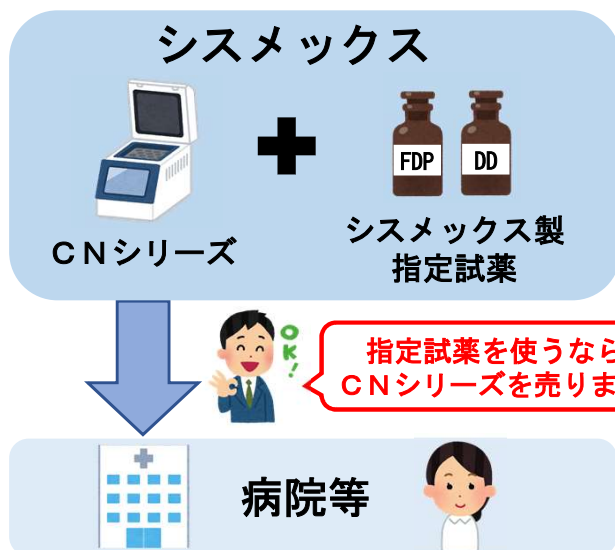 シスメックス
FDP
DD
CNシリーズ
シスメックス製
指定試薬
OK!
指定試薬を使うなら
CNシリーズを売りま
病院等